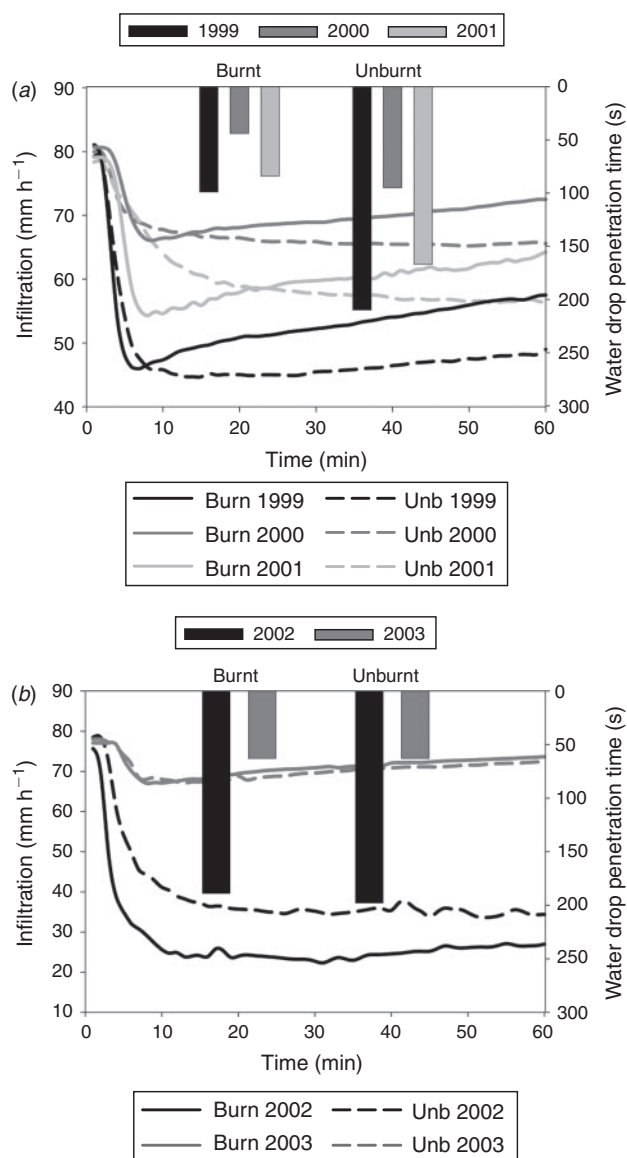 1999 2000 2001
(a)
Burnt Unburnt
90 80 70 60 50 40
Infiltration (mm h−1)
0 50 100 150 200 250 300
Water drop penetration time (s)
0 10 20 30 40 50 60
Time (min)
Burn 1999 Unb 1999
Burn 2000 Unb 2000
Burn 2001 Unb 2001
2002 2003
(b)
Burnt Unburnt
90 80 70 60 50 40 30 20 10
Infiltration (mm h−1)
0 50 100 150 200 250 300
Water drop penetration time (s)
0 10 20 30 40 50 60
Time (min)
Burn 2002 Unb 2002
Burn 2003 Unb 2003